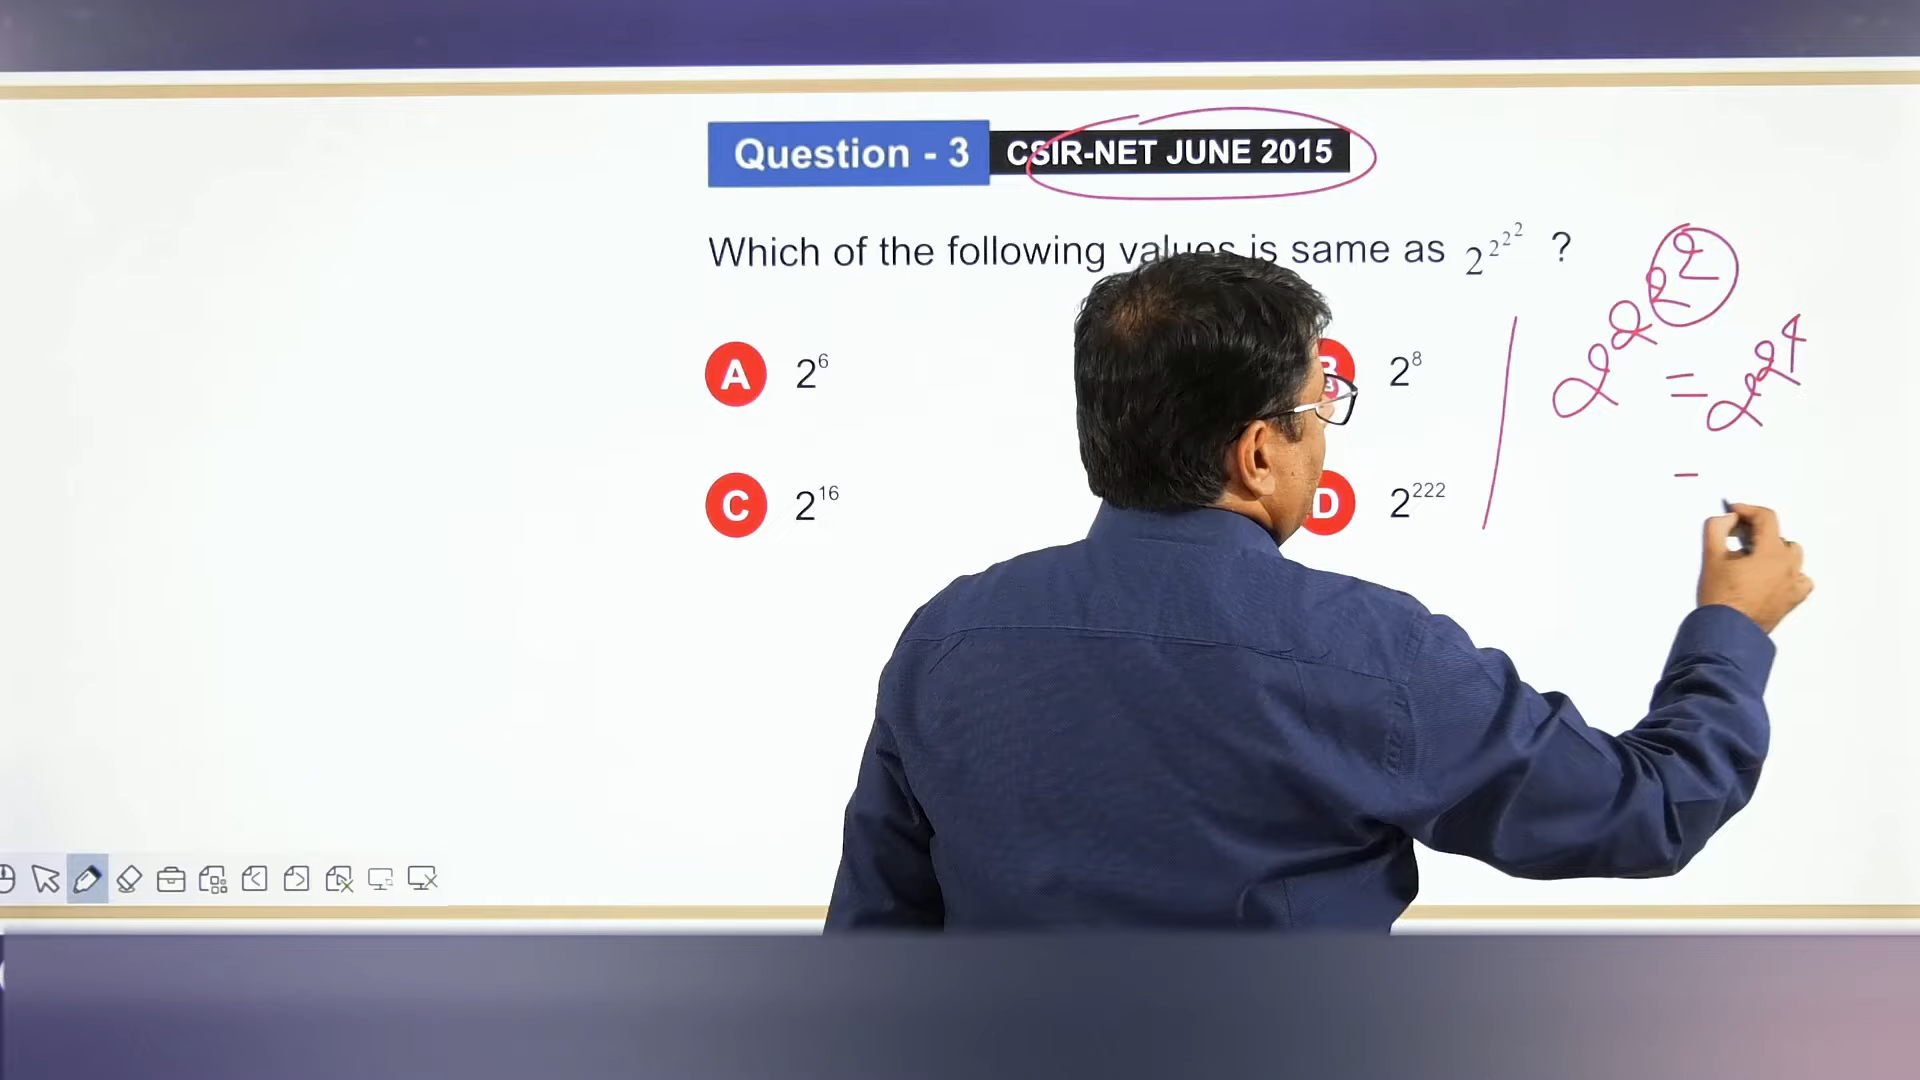 Question - 3 CSIR-NET JUNE 2015
Which of the following values is same as 2^{2^{2^{2}}} ?
A 2^{6}
B 2^{8}
C 2^{16}
D 2^{222}
2^{2^{2^{2}}}
= 2^{2^{4}}
-